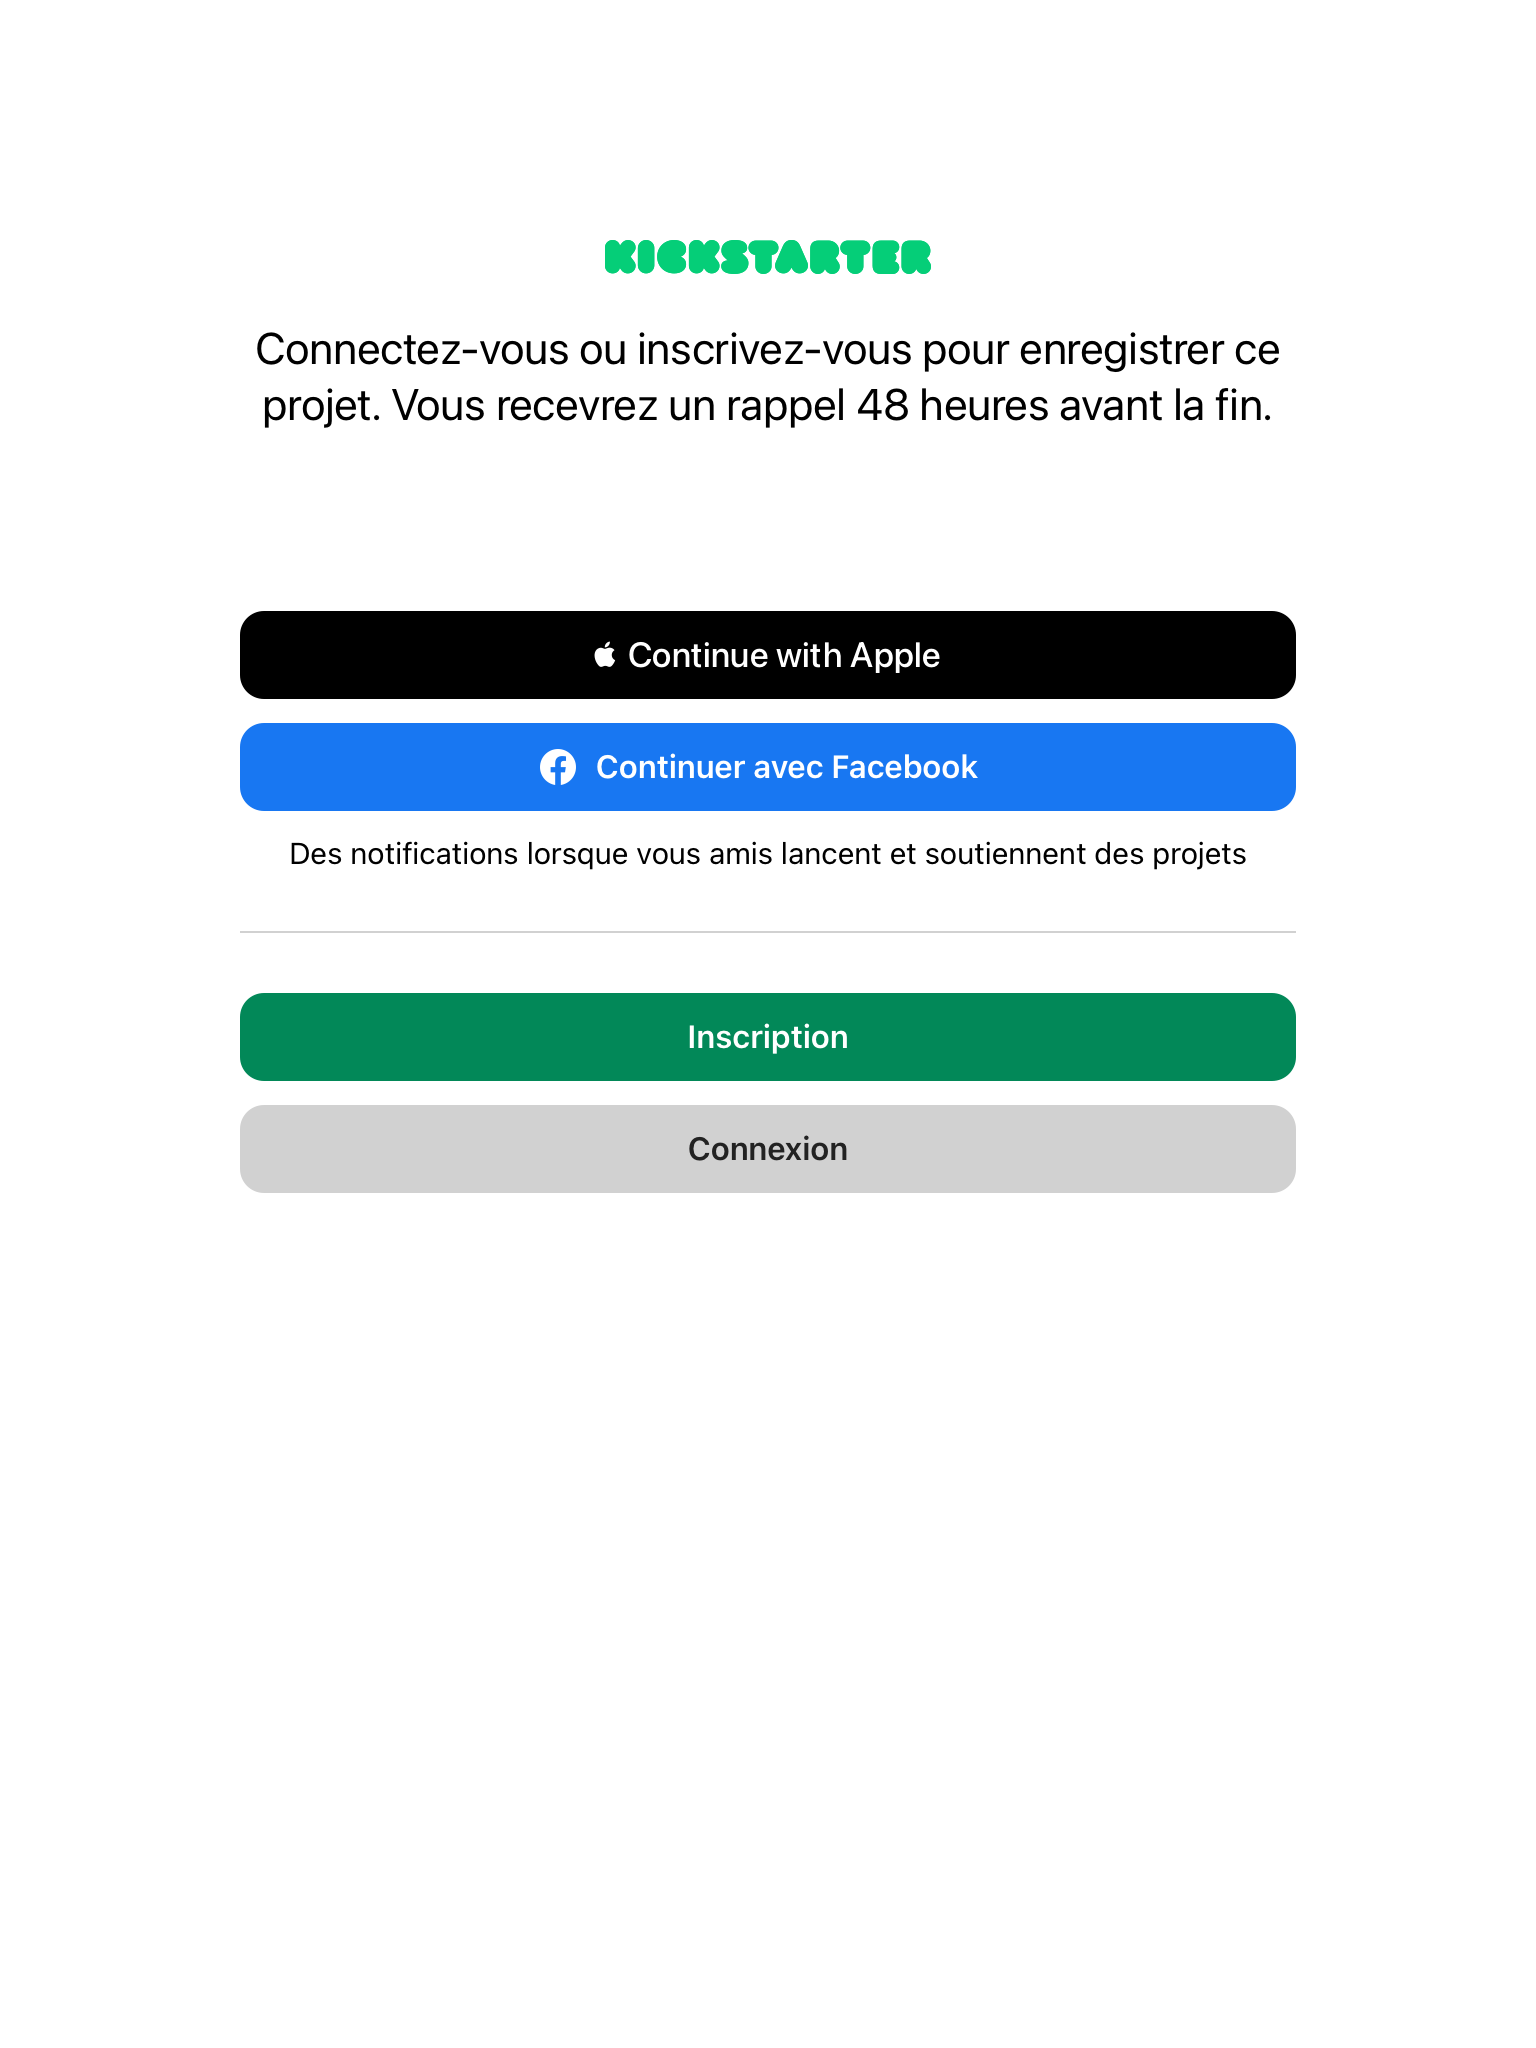 KICKSTARTER
Connectez-vous ou inscrivez-vous pour enregistrer ce
projet. Vous recevrez un rappel 48 heures avant la fin.
Continue with Apple
Continuer avec Facebook
Des notifications lorsque vous amis lancent et soutiennent des projets
Inscription
Connexion